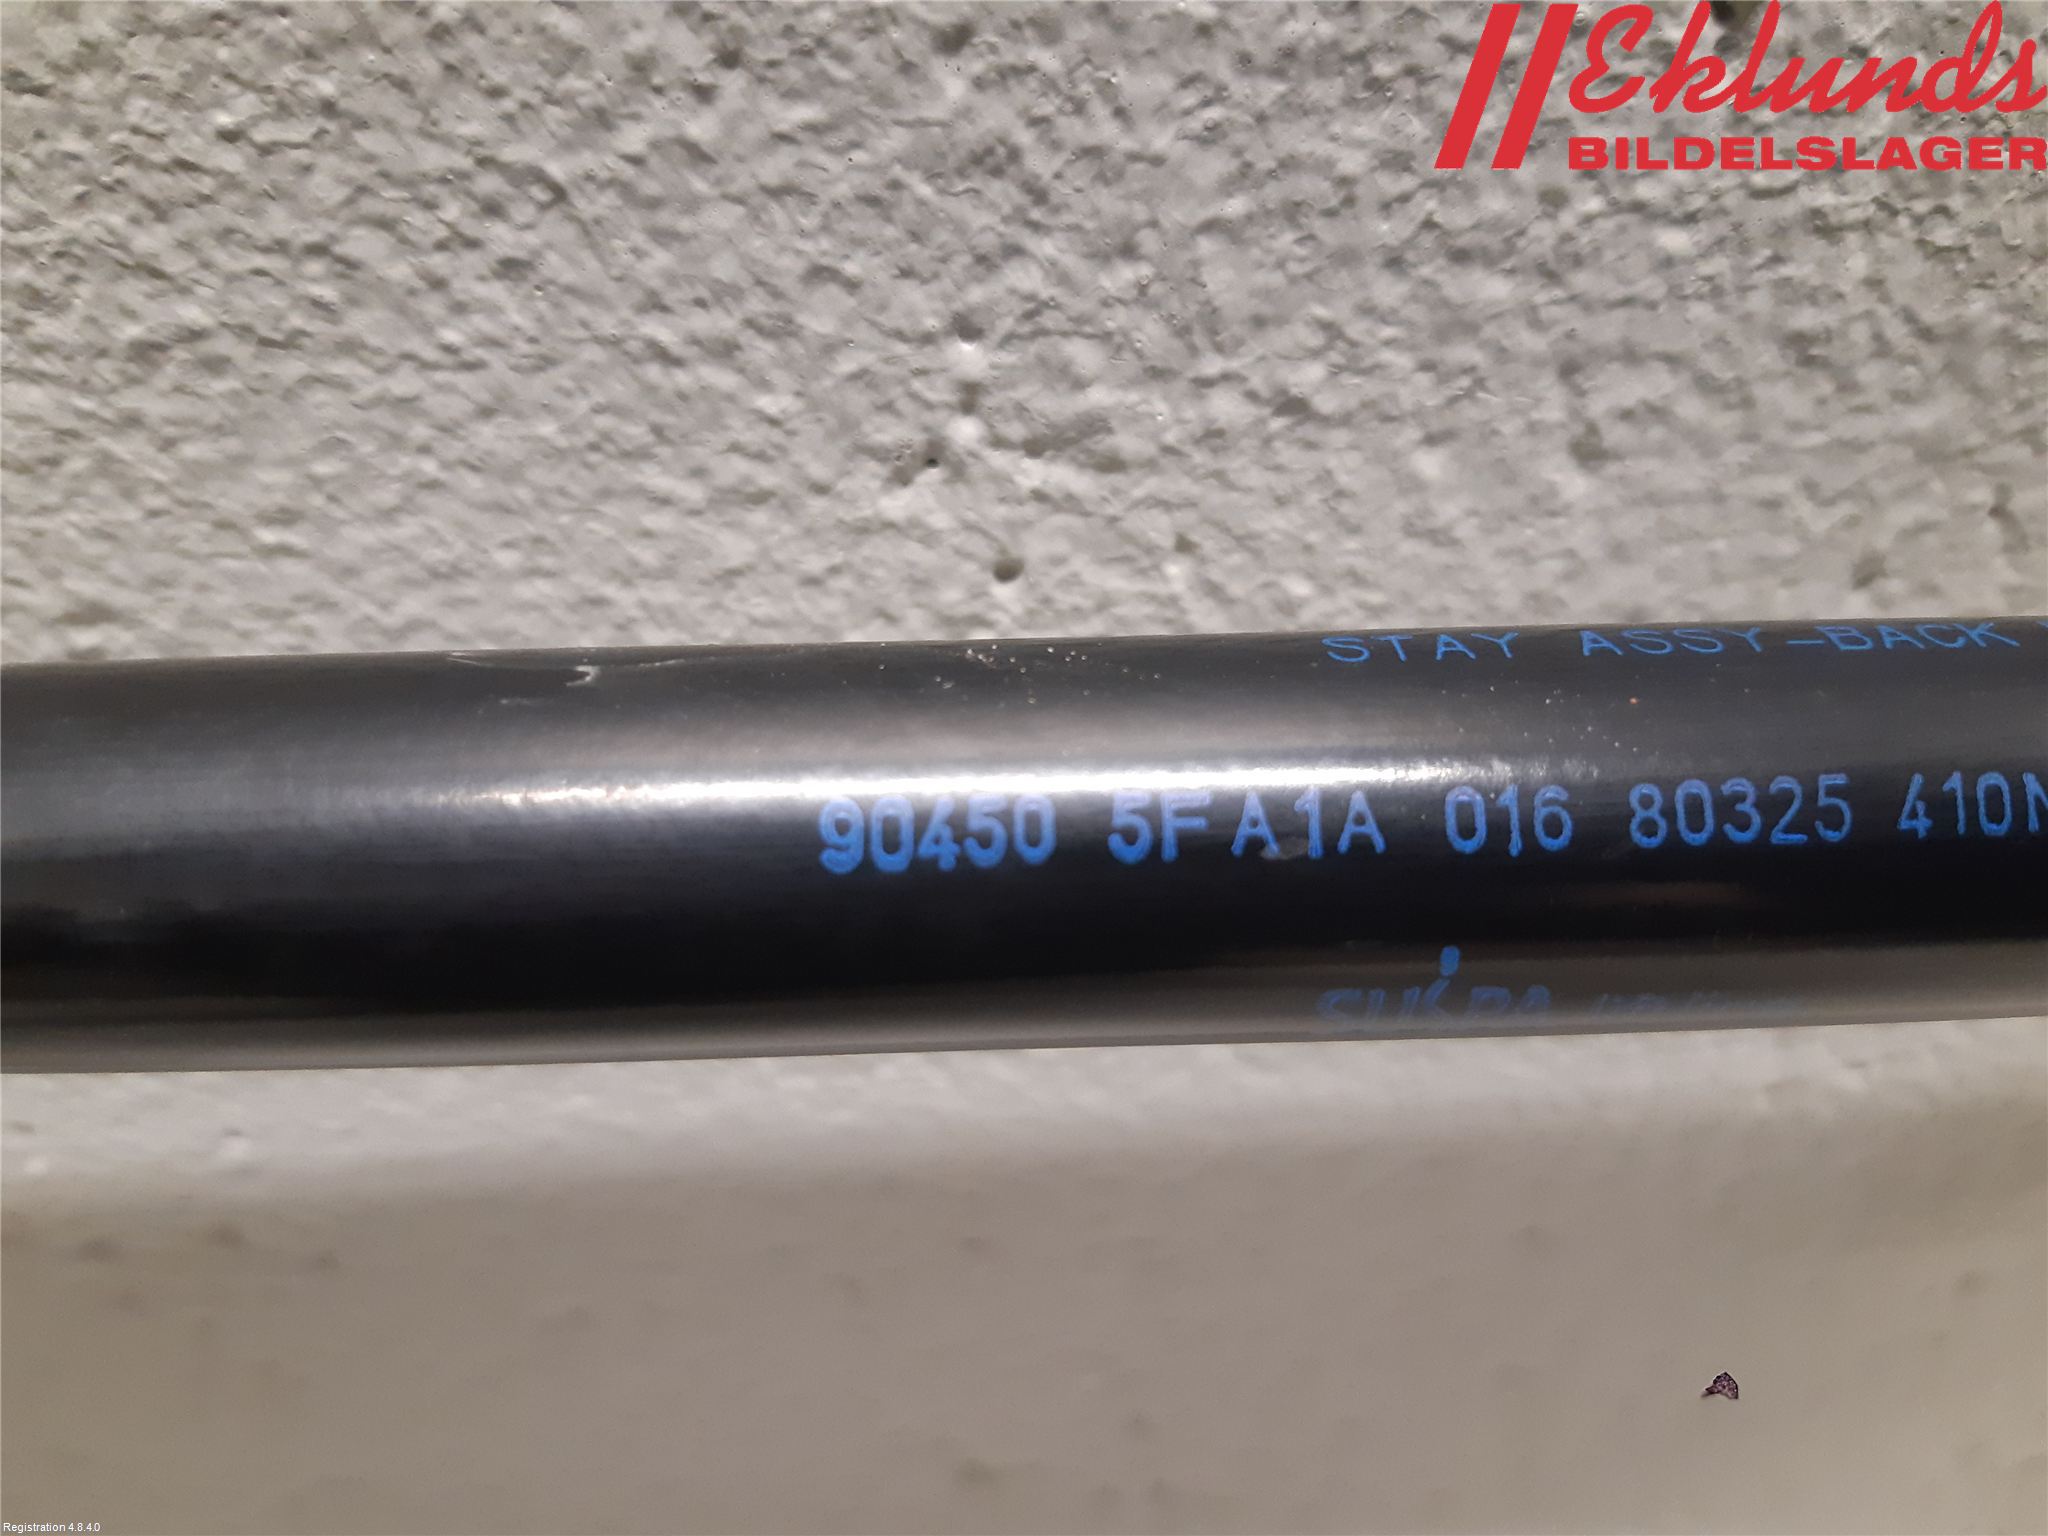 Eklunds
BILDELSLAGER
STAY ASSY-BACK
90450 5FA1A 016 80325 410N
Registration 4.8.4.0